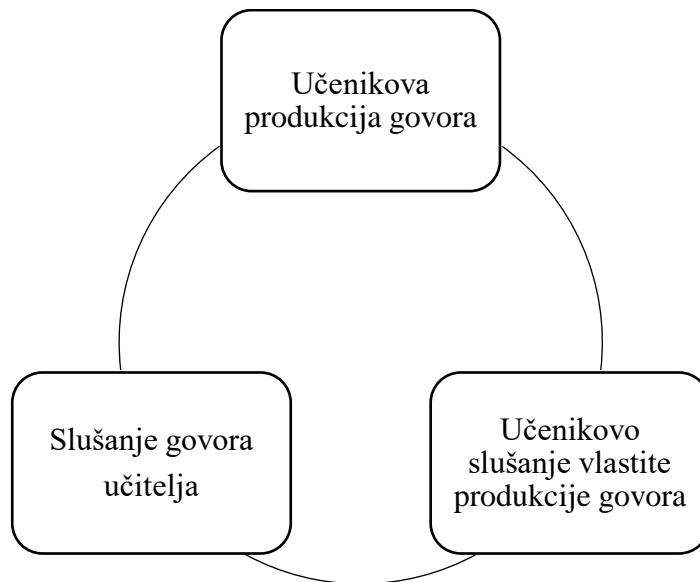 Učenikova
produkcija govora
Slušanje govora
učitelja
Učenikovo
slušanje vlastite
produkcije govora